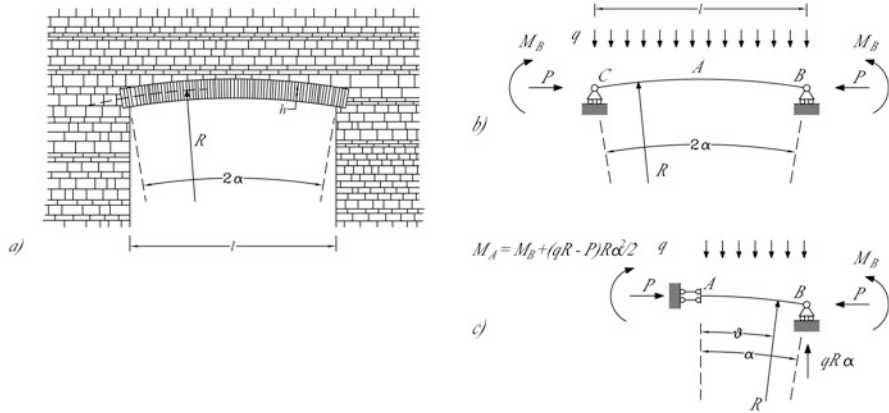 h
R
2α
a)
l
l
q
M_B
M_B
P
C
A
B
P
b)
2α
R
M_A = M_B+(qR - P)Rα²/2
q
M_B
P
A
B
P
c)
ϑ
α
qRα
R